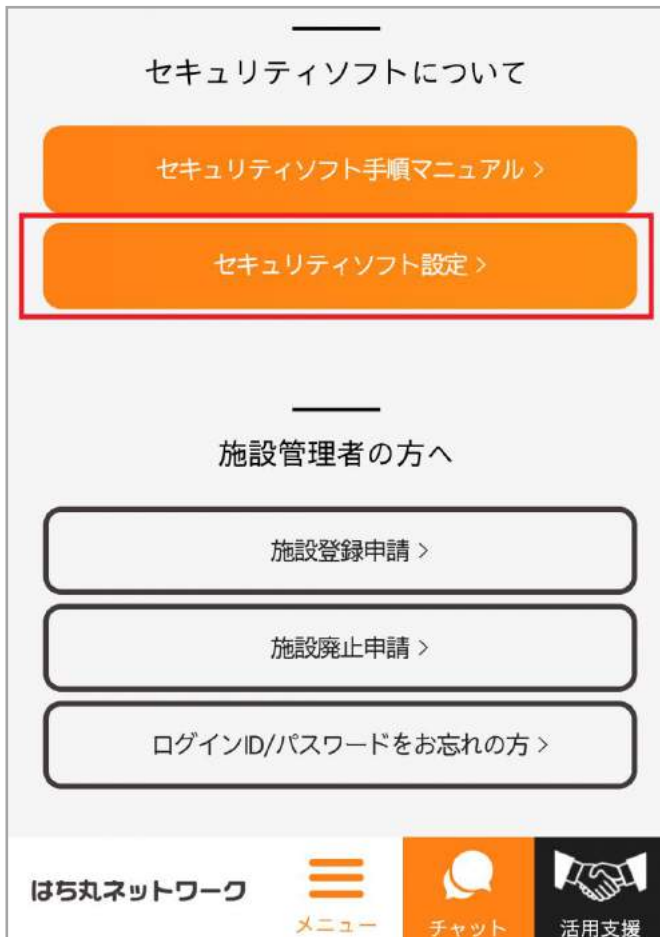 セキュリティソフトについて
セキュリティソフト手順マニュアル >
セキュリティソフト設定 >
施設管理者の方へ
施設登録申請 >
施設廃止申請 >
ログインID/パスワードをお忘れの方 >
はち丸ネットワーク
メニュー
チャット
活用支援